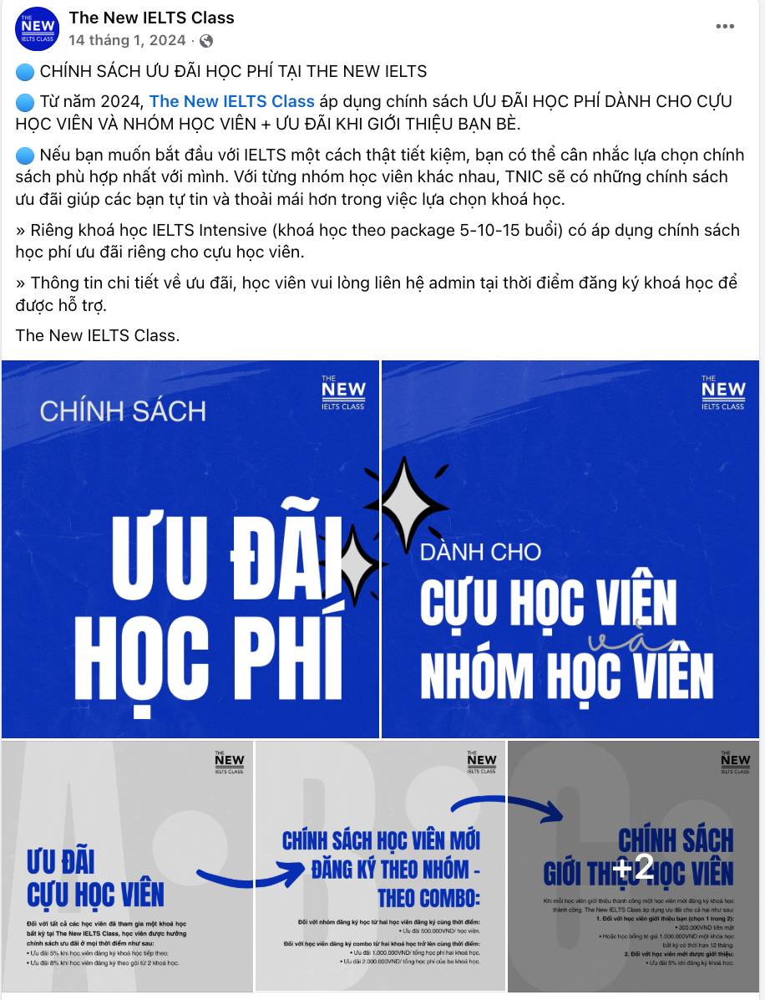 The New IELTS Class
14 tháng 1, 2024 ·
CHÍNH SÁCH ƯU ĐÃI HỌC PHÍ TẠI THE NEW IELTS
Từ năm 2024, The New IELTS Class áp dụng chính sách ƯU ĐÃI HỌC PHÍ DÀNH CHO CỰU
HỌC VIÊN VÀ NHÓM HỌC VIÊN + ƯU ĐÃI KHI GIỚI THIỆU BẠN BÈ.
Nếu bạn muốn bắt đầu với IELTS một cách thật tiết kiệm, bạn có thể cân nhắc lựa chọn chính
sách phù hợp nhất với mình. Với từng nhóm học viên khác nhau, TNIC sẽ có những chính sách
ưu đãi giúp các bạn tự tin và thoải mái hơn trong việc lựa chọn khoá học.
» Riêng khoá học IELTS Intensive (khoá học theo package 5-10-15 buổi) có áp dụng chính sách
học phí ưu đãi riêng cho cựu học viên.
» Thông tin chi tiết về ưu đãi, học viên vui lòng liên hệ admin tại thời điểm đăng ký khoá học để
được hỗ trợ.
The New IELTS Class.
THE
NEW
IELTS CLASS
CHÍNH SÁCH
ƯU ĐÃI
HỌC PHÍ
THE
NEW
IELTS CLASS
DÀNH CHO
CỰU HỌC VIÊN
và
NHÓM HỌC VIÊN
THE
NEW
IELTS CLASS
A
ƯU ĐÃI
CỰU HỌC VIÊN
Đối với tất cả các học viên đã tham gia một khoá học
bất kỳ tại The New IELTS Class, học viên được hưởng
chính sách ưu đãi ở mọi thời điểm như sau:
• Ưu đãi 5% khi học viên đăng ký khoá học tiếp theo;
• Ưu đãi 8% khi học viên đăng ký theo gói từ 2 khoá học.
THE
NEW
IELTS CLASS
B
CHÍNH SÁCH HỌC VIÊN MỚI
ĐĂNG KÝ THEO NHÓM -
THEO COMBO:
Đối với nhóm đăng ký học từ hai học viên đăng ký cùng thời điểm:
• Ưu đãi 500.000VND/ học viên.
Đối với học viên đăng ký combo từ hai khoá học trở lên cùng thời điểm:
• Ưu đãi 1.000.000VND/ tổng học phí hai khoá học.
• Ưu đãi 2.000.000VND/ tổng học phí của ba khoá học.
THE
NEW
IELTS CLASS
C
CHÍNH SÁCH
GIỚI THIỆU HỌC VIÊN
+2
Khi mỗi học viên giới thiệu thành công một học viên mới đăng ký khoá học
thành công. The New IELTS Class áp dụng ưu đãi cho cả hai như sau:
1. Đối với học viên giới thiệu bạn (chọn 1 trong 2):
• 300.000VND tiền mặt
• Hoặc học bổng trị giá 1.000.000VND một khóa học
bất kỳ có thời hạn 12 tháng.
2. Đối với học viên mới được giới thiệu:
• Ưu đãi 5% khi đăng ký khoá học.